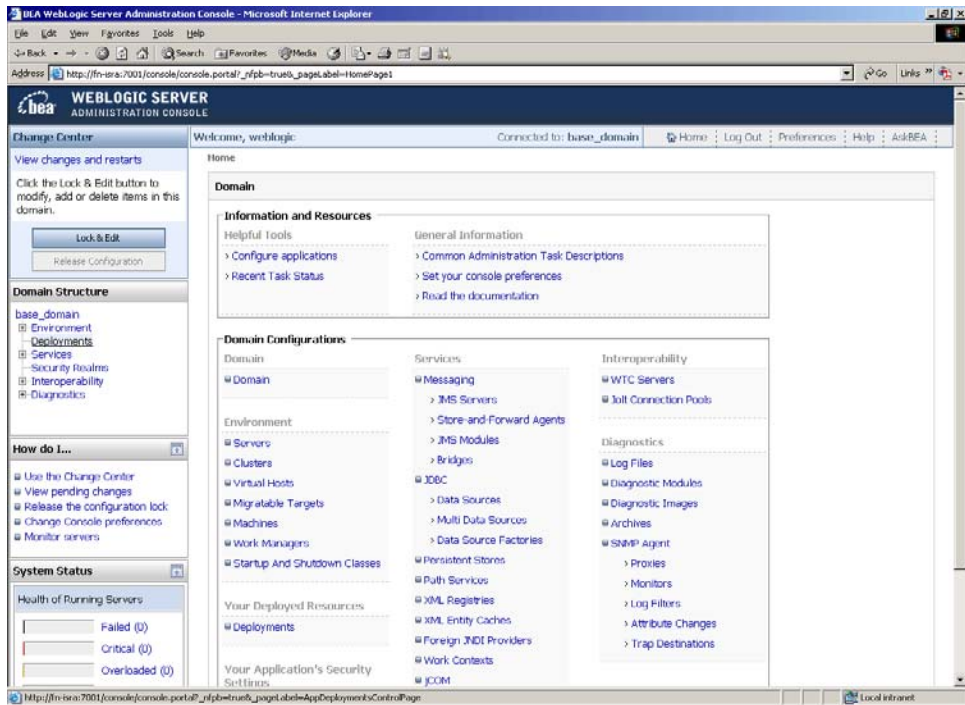 BEA WebLogic Server Administration Console - Microsoft Internet Explorer
File Edit View Favorites Tools Help
Back Search Favorites Media
Address http://fn-isra:7001/console/console.portal?_nfpb=true&_pageLabel=HomePage1 Go Links »
bea WEBLOGIC SERVER
ADMINISTRATION CONSOLE
Change Center
View changes and restarts
Click the Lock & Edit button to
modify, add or delete items in this
domain.
Lock & Edit
Release Configuration
Domain Structure
base_domain
Environment
Deployments
Services
Security Realms
Interoperability
Diagnostics
How do I...
Use the Change Center
View pending changes
Release the configuration lock
Change Console preferences
Monitor servers
System Status
Health of Running Servers
Failed (0)
Critical (0)
Overloaded (0)
Welcome, weblogic Connected to: base_domain Home Log Out Preferences Help AskBEA
Home
Domain
Information and Resources
Helpful Tools
› Configure applications
› Recent Task Status
General Information
› Common Administration Task Descriptions
› Set your console preferences
› Read the documentation
Domain Configurations
Domain
Domain
Environment
Servers
Clusters
Virtual Hosts
Migratable Targets
Machines
Work Managers
Startup And Shutdown Classes
Your Deployed Resources
Deployments
Your Application's Security
Settings
Services
Messaging
› JMS Servers
› Store-and-Forward Agents
› JMS Modules
› Bridges
JDBC
› Data Sources
› Multi Data Sources
› Data Source Factories
Persistent Stores
Path Services
XML Registries
XML Entity Caches
Foreign JNDI Providers
Work Contexts
jCOM
Interoperability
WTC Servers
Jolt Connection Pools
Diagnostics
Log Files
Diagnostic Modules
Diagnostic Images
Archives
SNMP Agent
› Proxies
› Monitors
› Log Filters
› Attribute Changes
› Trap Destinations
http://fn-isra:7001/console/console.portal?_nfpb=true&_pageLabel=AppDeploymentsControlPage Local intranet